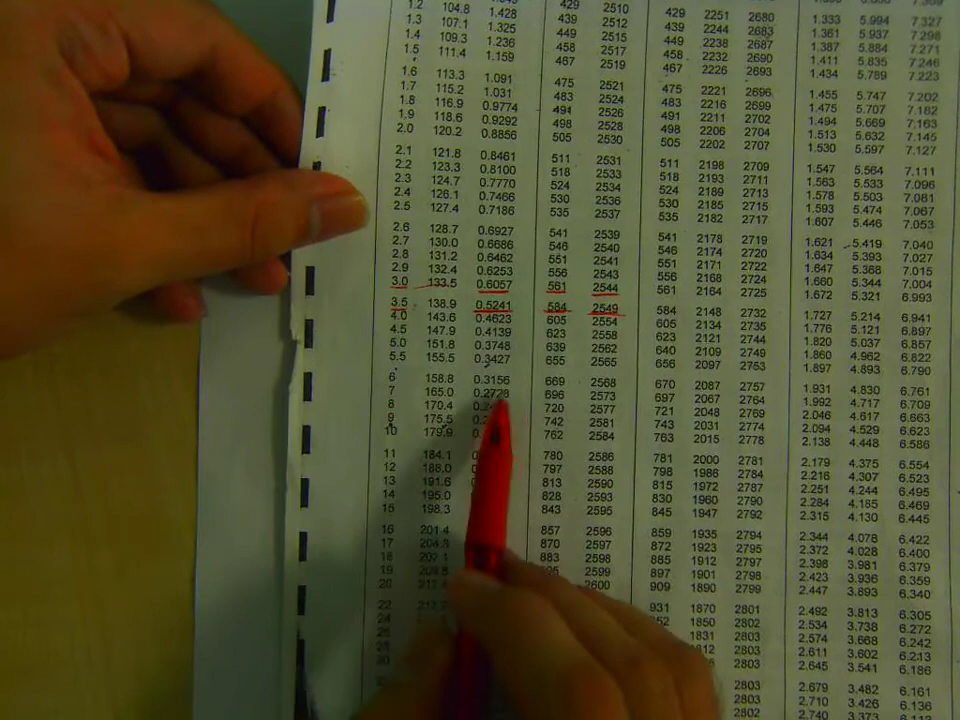 1.2 104.8 1.428 429 2510 429 2251 2680 1.333 5.994 7.327
1.3 107.1 1.325 439 2512 439 2244 2683 1.361 5.937 7.298
1.4 109.3 1.236 449 2515 449 2238 2687 1.387 5.884 7.271
1.5 111.4 1.159 458 2517 458 2232 2690 1.411 5.835 7.246
467 2519 467 2226 2693 1.434 5.789 7.223
1.6 113.3 1.091 475 2521 475 2221 2696 1.455 5.747 7.202
1.7 115.2 1.031 483 2524 483 2216 2699 1.475 5.707 7.182
1.8 116.9 0.9774 491 2526 491 2211 2702 1.494 5.669 7.163
1.9 118.6 0.9292 498 2528 498 2206 2704 1.513 5.632 7.145
2.0 120.2 0.8856 505 2530 505 2202 2707 1.530 5.597 7.127
2.1 121.8 0.8461 511 2531 511 2198 2709 1.547 5.564 7.111
2.2 123.3 0.8100 518 2533 518 2193 2711 1.563 5.533 7.096
2.3 124.7 0.7770 524 2534 524 2189 2713 1.578 5.503 7.081
2.4 126.1 0.7466 530 2536 530 2185 2715 1.593 5.474 7.067
2.5 127.4 0.7186 535 2537 535 2182 2717 1.607 5.446 7.053
2.6 128.7 0.6927 541 2539 541 2178 2719 1.621 5.419 7.040
2.7 130.0 0.6686 546 2540 546 2174 2720 1.634 5.393 7.027
2.8 131.2 0.6462 551 2541 551 2171 2722 1.647 5.368 7.015
2.9 132.4 0.6253 556 2543 556 2168 2724 1.660 5.344 7.004
3.0 133.5 0.6057 561 2544 561 2164 2725 1.672 5.321 6.993
3.5 138.9 0.5241 584 2549 584 2148 2732 1.727 5.214 6.941
4.0 143.6 0.4623 605 2554 605 2134 2735 1.776 5.121 6.897
4.5 147.9 0.4139 623 2558 623 2121 2744 1.820 5.037 6.857
5.0 151.8 0.3748 639 2562 640 2109 2749 1.860 4.962 6.822
5.5 155.5 0.3427 655 2565 656 2097 2753 1.897 4.893 6.790
6 158.8 0.3156 669 2568 670 2087 2757 1.931 4.830 6.761
7 165.0 0.2728 696 2573 697 2067 2764 1.992 4.717 6.709
8 170.4 720 2577 721 2048 2769 2.046 4.617 6.663
9 175.5 742 2581 743 2031 2774 2.094 4.529 6.623
10 179.9 762 2584 763 2015 2778 2.138 4.448 6.586
11 184.1 780 2586 781 2000 2781 2.179 4.375 6.554
12 188.0 797 2588 798 1986 2784 2.216 4.307 6.523
13 191.6 813 2590 815 1972 2787 2.251 4.244 6.495
14 195.0 828 2593 830 1960 2790 2.284 4.185 6.469
15 198.3 843 2595 845 1947 2792 2.315 4.130 6.445
16 201.4 857 2596 859 1935 2794 2.344 4.078 6.422
17 870 2597 872 1923 2795 2.372 4.028 6.400
18 883 2598 885 1912 2797 2.398 3.981 6.379
19 2599 897 1901 2798 2.423 3.936 6.359
20 2600 909 1890 2799 2.447 3.893 6.340
22 931 1870 2801 2.492 3.813 6.305
24 1850 2802 2.534 3.738 6.272
1831 2803 2.574 3.668 6.242
2803 2.611 3.602 6.213
2803 2.645 3.541 6.186
2803 2.679 3.482 6.161
2803 2.710 3.426 6.136
2802 2.740 3.373